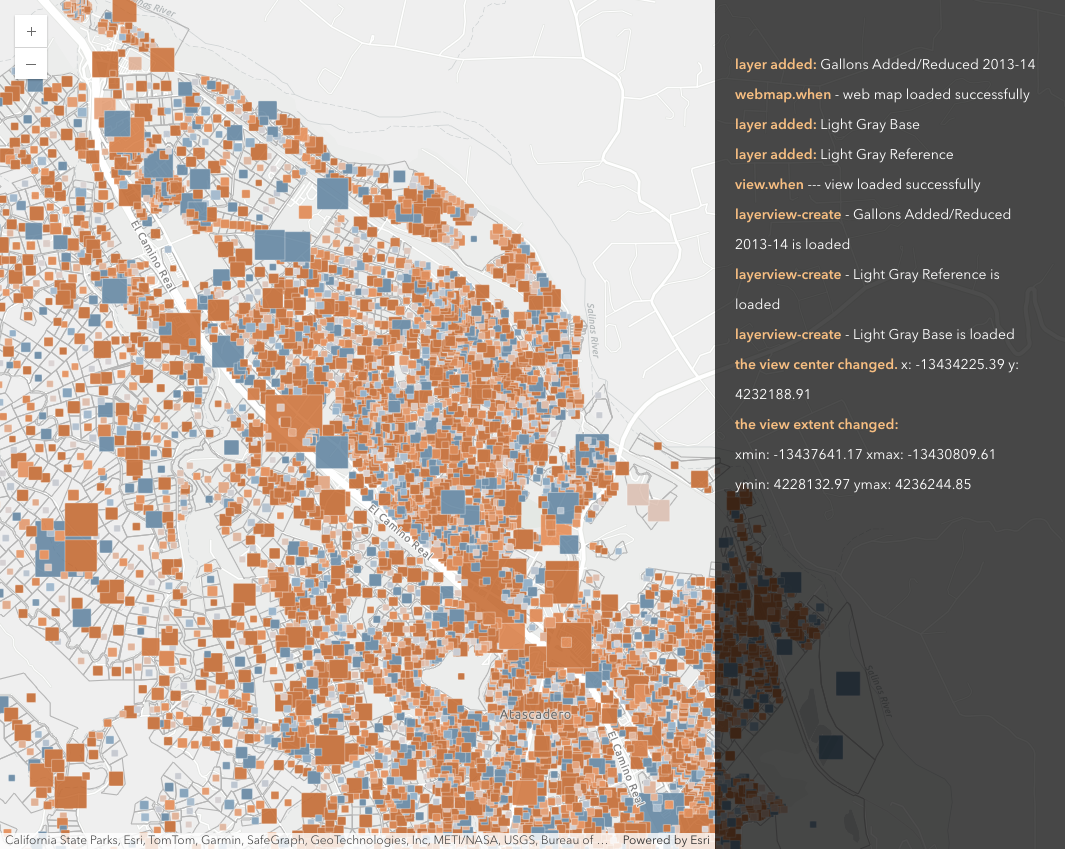 Salinas River
+
−
El Camino Real
Salinas River
El Camino Real
Atascadero
El Camino Real
California State Parks, Esri, TomTom, Garmin, SafeGraph, GeoTechnologies, Inc, METI/NASA, USGS, Bureau of ...
Powered by Esri
layer added: Gallons Added/Reduced 2013-14
webmap.when - web map loaded successfully
layer added: Light Gray Base
layer added: Light Gray Reference
view.when --- view loaded successfully
layerview-create - Gallons Added/Reduced
2013-14 is loaded
layerview-create - Light Gray Reference is
loaded
layerview-create - Light Gray Base is loaded
the view center changed. x: -13434225.39 y:
4232188.91
the view extent changed:
xmin: -13437641.17 xmax: -13430809.61
ymin: 4228132.97 ymax: 4236244.85
Salinas River